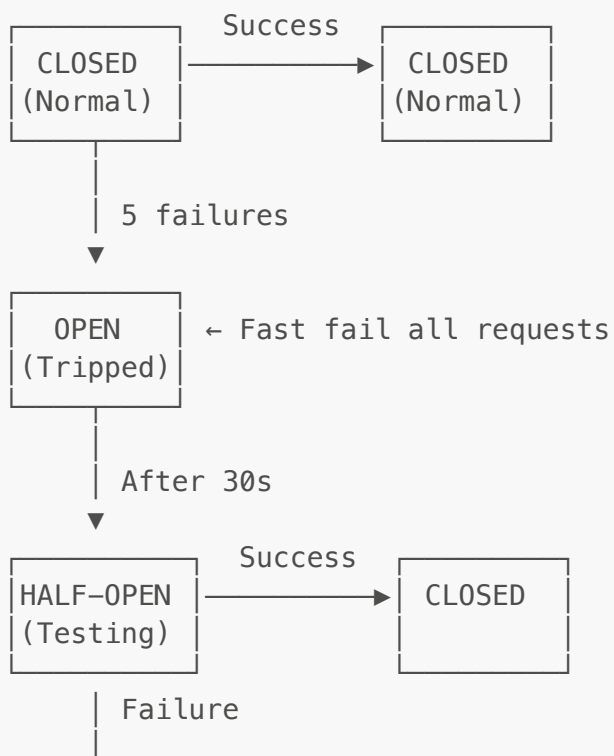 Success
CLOSED CLOSED
(Normal) (Normal)
5 failures
OPEN ← Fast fail all requests
(Tripped)
After 30s
Success
HALF-OPEN CLOSED
(Testing)
Failure